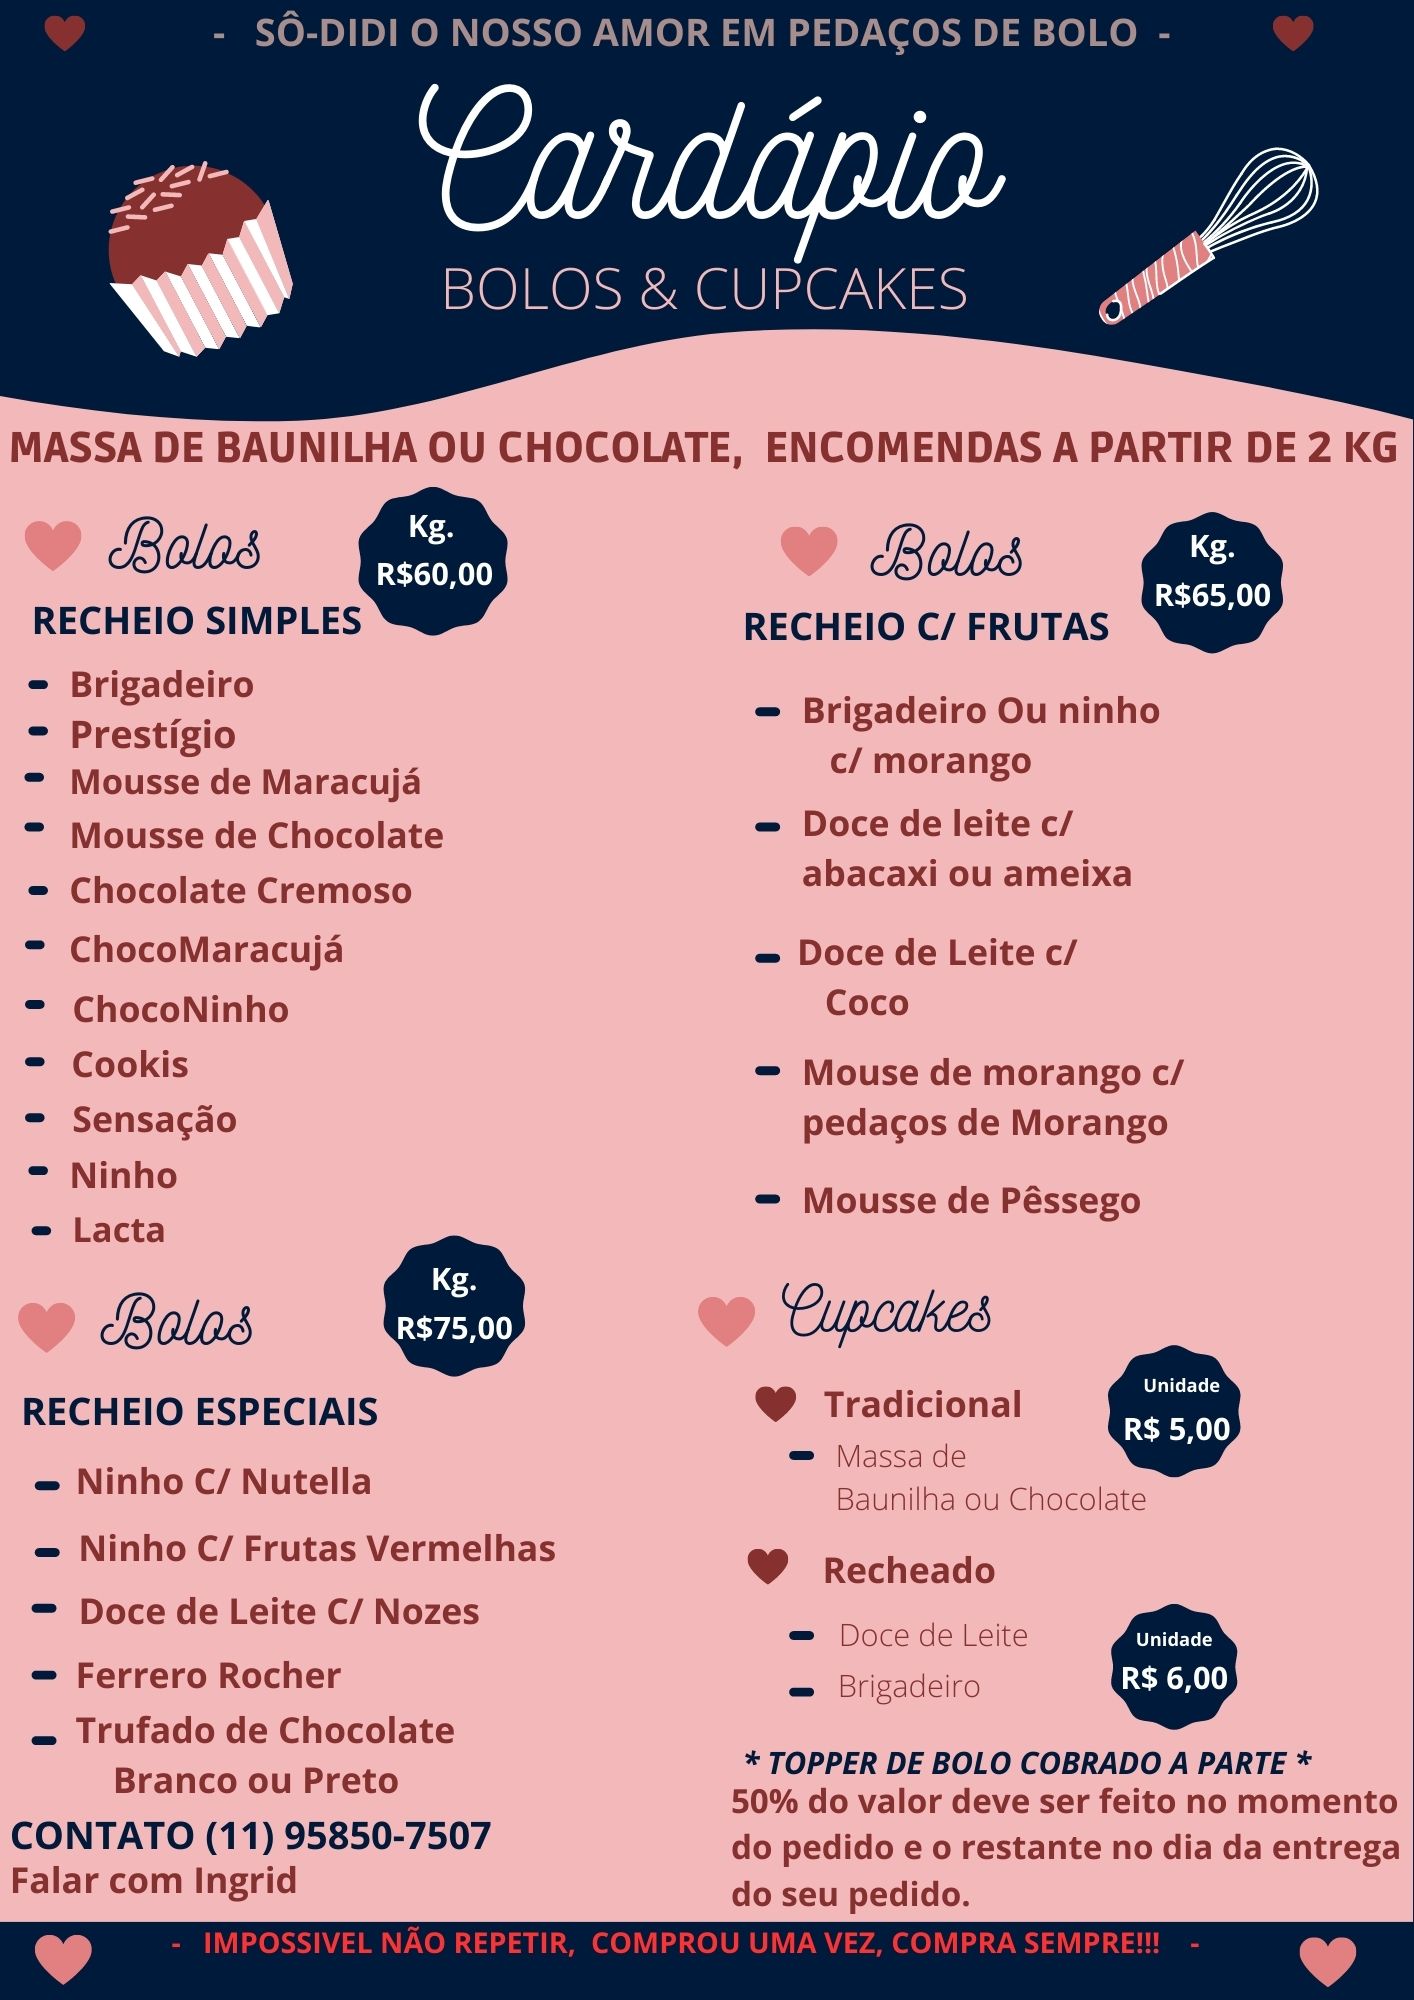 - SÔ-DIDI O NOSSO AMOR EM PEDAÇOS DE BOLO -
Cardápio
BOLOS & CUPCAKES
MASSA DE BAUNILHA OU CHOCOLATE, ENCOMENDAS A PARTIR DE 2 KG
Bolos
Kg.
R$60,00
RECHEIO SIMPLES
- Brigadeiro
- Prestígio
- Mousse de Maracujá
- Mousse de Chocolate
- Chocolate Cremoso
- ChocoMaracujá
- ChocoNinho
- Cookis
- Sensação
- Ninho
- Lacta
Bolos
Kg.
R$65,00
RECHEIO C/ FRUTAS
- Brigadeiro Ou ninho
c/ morango
- Doce de leite c/
abacaxi ou ameixa
- Doce de Leite c/
Coco
- Mouse de morango c/
pedaços de Morango
- Mousse de Pêssego
Bolos
Kg.
R$75,00
RECHEIO ESPECIAIS
- Ninho C/ Nutella
- Ninho C/ Frutas Vermelhas
- Doce de Leite C/ Nozes
- Ferrero Rocher
- Trufado de Chocolate
Branco ou Preto
CONTATO (11) 95850-7507
Falar com Ingrid
Cupcakes
Tradicional
Unidade
R$ 5,00
- Massa de
Baunilha ou Chocolate
Recheado
- Doce de Leite
- Brigadeiro
Unidade
R$ 6,00
* TOPPER DE BOLO COBRADO A PARTE *
50% do valor deve ser feito no momento
do pedido e o restante no dia da entrega
do seu pedido.
- IMPOSSIVEL NÃO REPETIR, COMPROU UMA VEZ, COMPRA SEMPRE!!! -